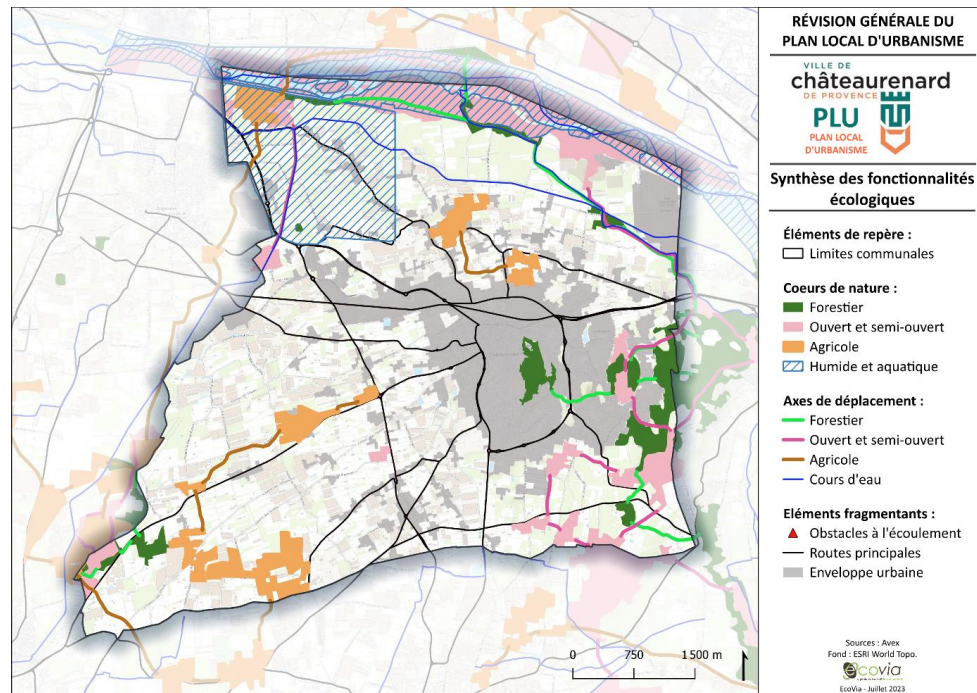 RÉVISION GÉNÉRALE DU
PLAN LOCAL D'URBANISME
VILLE DE
châteaurenard
DE PROVENCE
PLU
PLAN LOCAL
D'URBANISME
Synthèse des fonctionnalités
écologiques
Éléments de repère :
Limites communales
Coeurs de nature :
Forestier
Ouvert et semi-ouvert
Agricole
Humide et aquatique
Axes de déplacement :
Forestier
Ouvert et semi-ouvert
Agricole
Cours d'eau
Eléments fragmentants :
Obstacles à l'écoulement
Routes principales
Enveloppe urbaine
0 750 1 500 m
Sources : Avex
Fond : ESRI World Topo.
ecovia
EcoVia - Juillet 2023